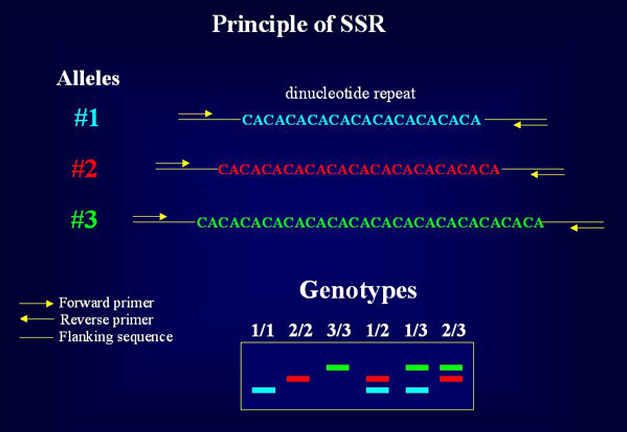 Principle of SSR
Alleles
dinucleotide repeat
#1 CACACACACACACACACACACA
#2 CACACACACACACACACACACACACA
#3 CACACACACACACACACACACACACACACACA
Genotypes
Forward primer
Reverse primer
Flanking sequence
1/1 2/2 3/3 1/2 1/3 2/3